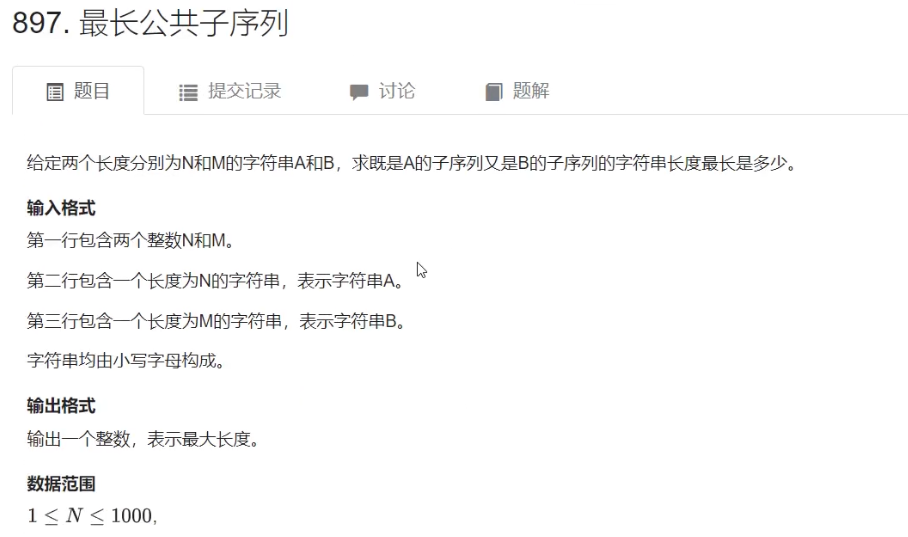 897. 最长公共子序列
题目 提交记录 讨论 题解
给定两个长度分别为N和M的字符串A和B，求既是A的子序列又是B的子序列的字符串长度最长是多少。
输入格式
第一行包含两个整数N和M。
第二行包含一个长度为N的字符串，表示字符串A。
第三行包含一个长度为M的字符串，表示字符串B。
字符串均由小写字母构成。
输出格式
输出一个整数，表示最大长度。
数据范围
1 ≤ N ≤ 1000,